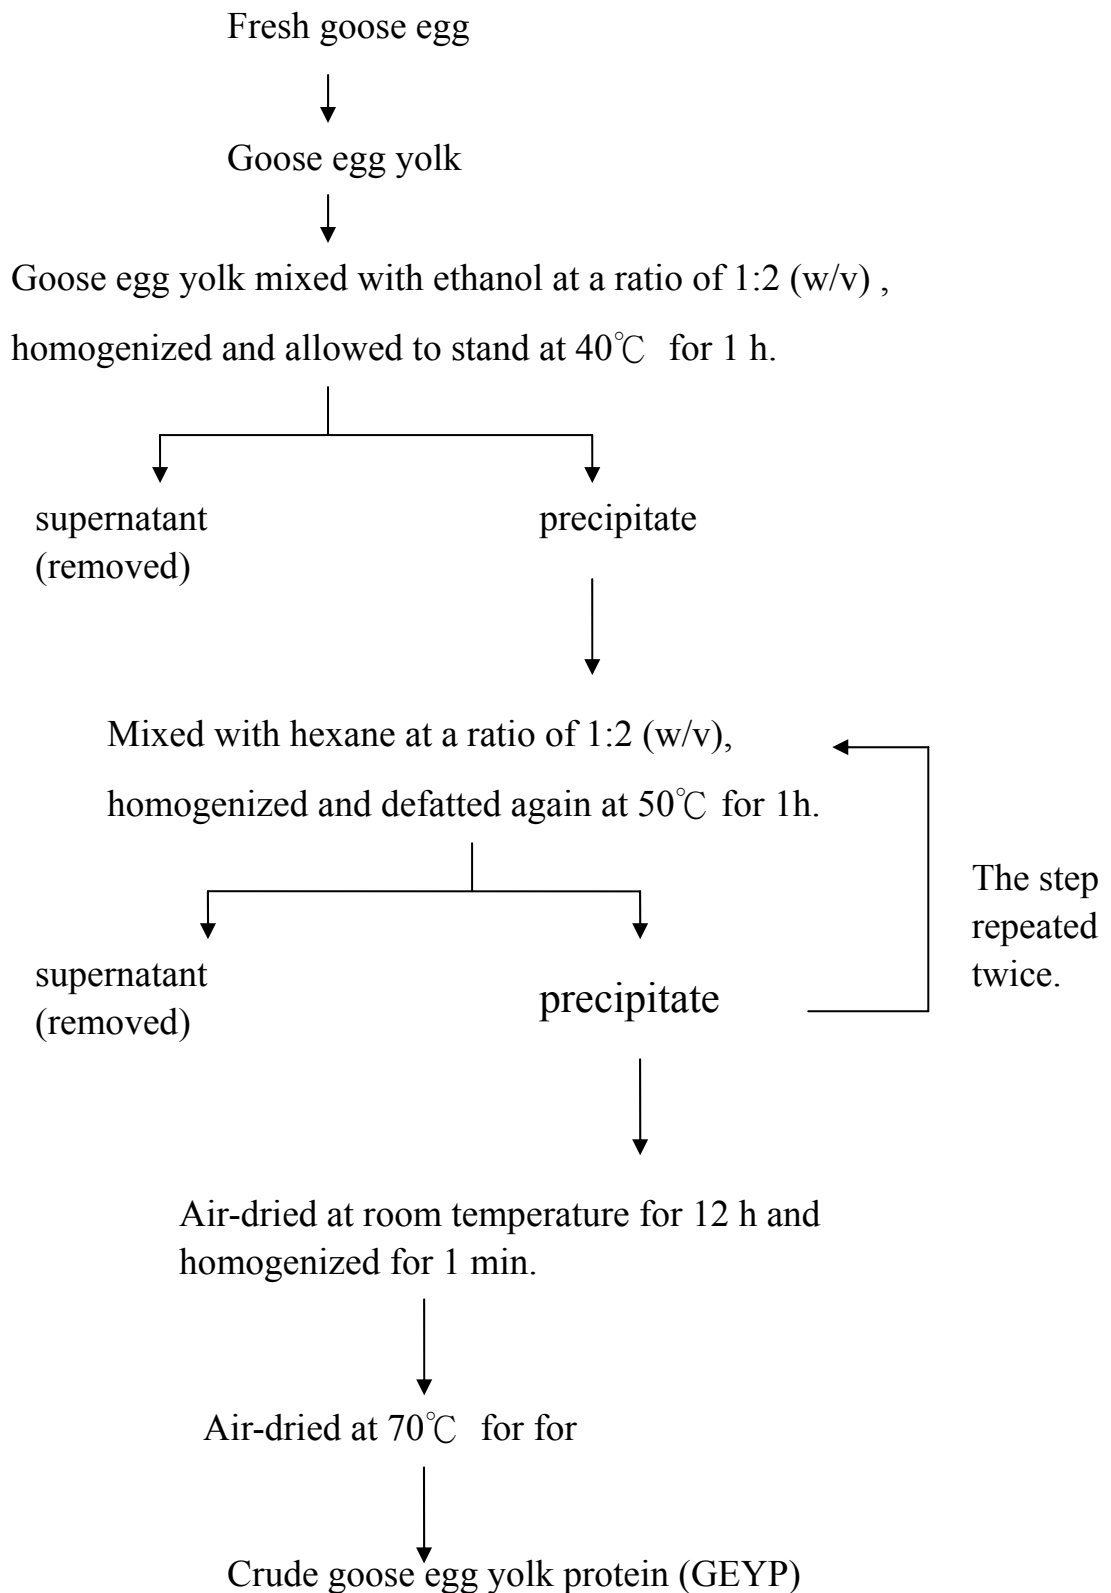 Fresh goose egg
Goose egg yolk
Goose egg yolk mixed with ethanol at a ratio of 1:2 (w/v) ,
homogenized and allowed to stand at 40℃ for 1 h.
supernatant
(removed)
precipitate
Mixed with hexane at a ratio of 1:2 (w/v),
homogenized and defatted again at 50℃ for 1h.
The step
repeated
twice.
supernatant
(removed)
precipitate
Air-dried at room temperature for 12 h and
homogenized for 1 min.
Air-dried at 70℃ for for
Crude goose egg yolk protein (GEYP)